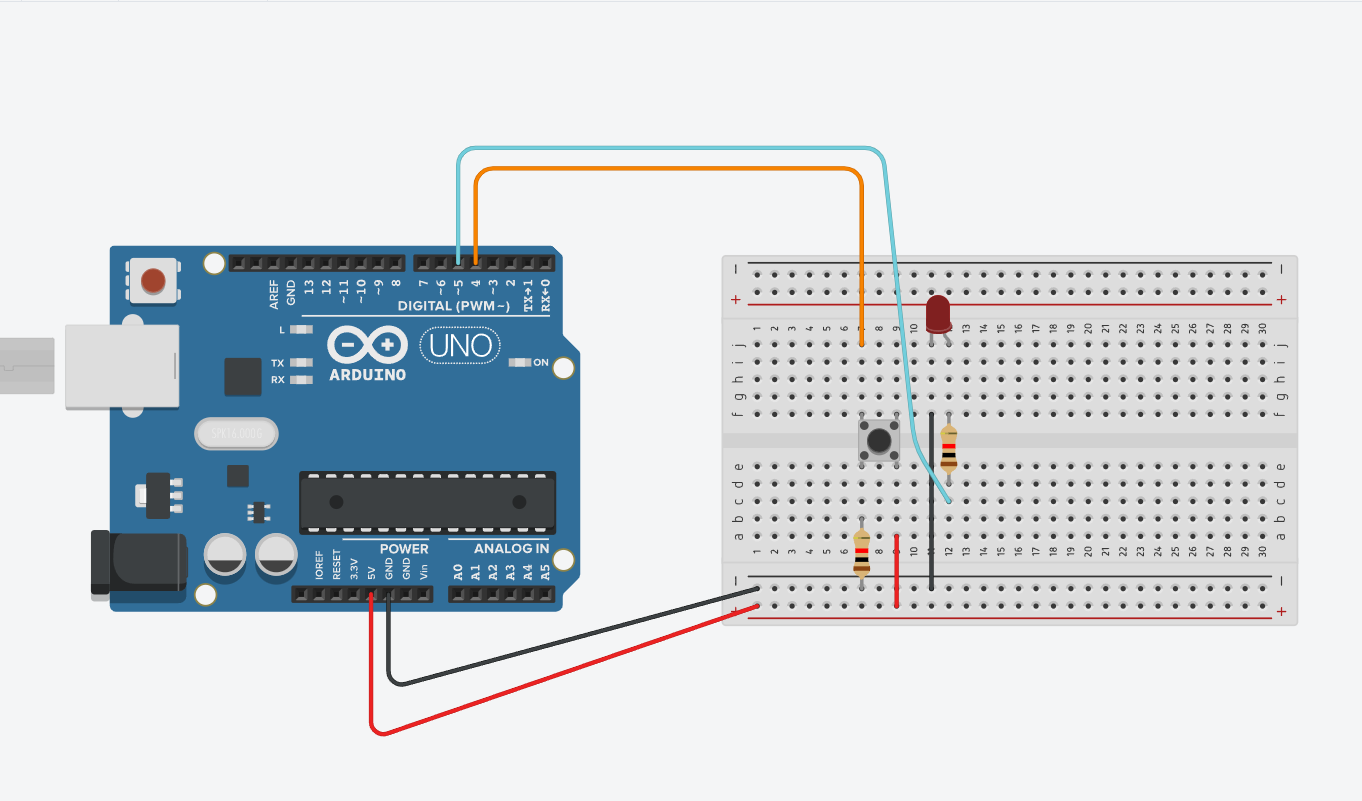 AREF
GND
13
12
~11
~10
~9
8
7
~6
~5
4
~3
2
TX→1
RX←0
DIGITAL (PWM~)
L
TX
RX
UNO
ARDUINO
ON
SPK16.000G
IOREF
RESET
3.3V
5V
GND
GND
Vin
POWER
ANALOG IN
A0
A1
A2
A3
A4
A5
− −
+ +
1 2 3 4 5 6 7 8 9 10 12 13 14 15 16 17 18 19 20 21 22 23 24 25 26 27 28 29 30
j j
i i
h h
g g
f f
e e
d d
c c
b b
a a
1 2 3 4 5 6 8 9 10 11 12 13 14 15 16 17 18 19 20 21 22 23 24 25 26 27 28 29 30
− −
+ +